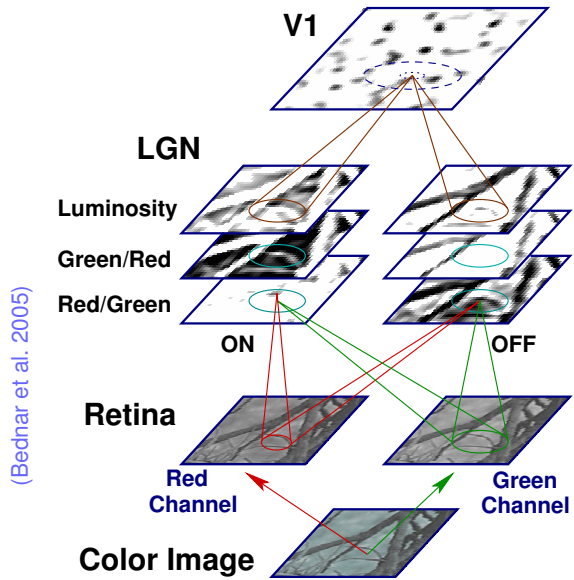 V1
LGN
Luminosity
Green/Red
Red/Green
ON
OFF
(Bednar et al. 2005)
Retina
Red
Channel
Green
Channel
Color Image